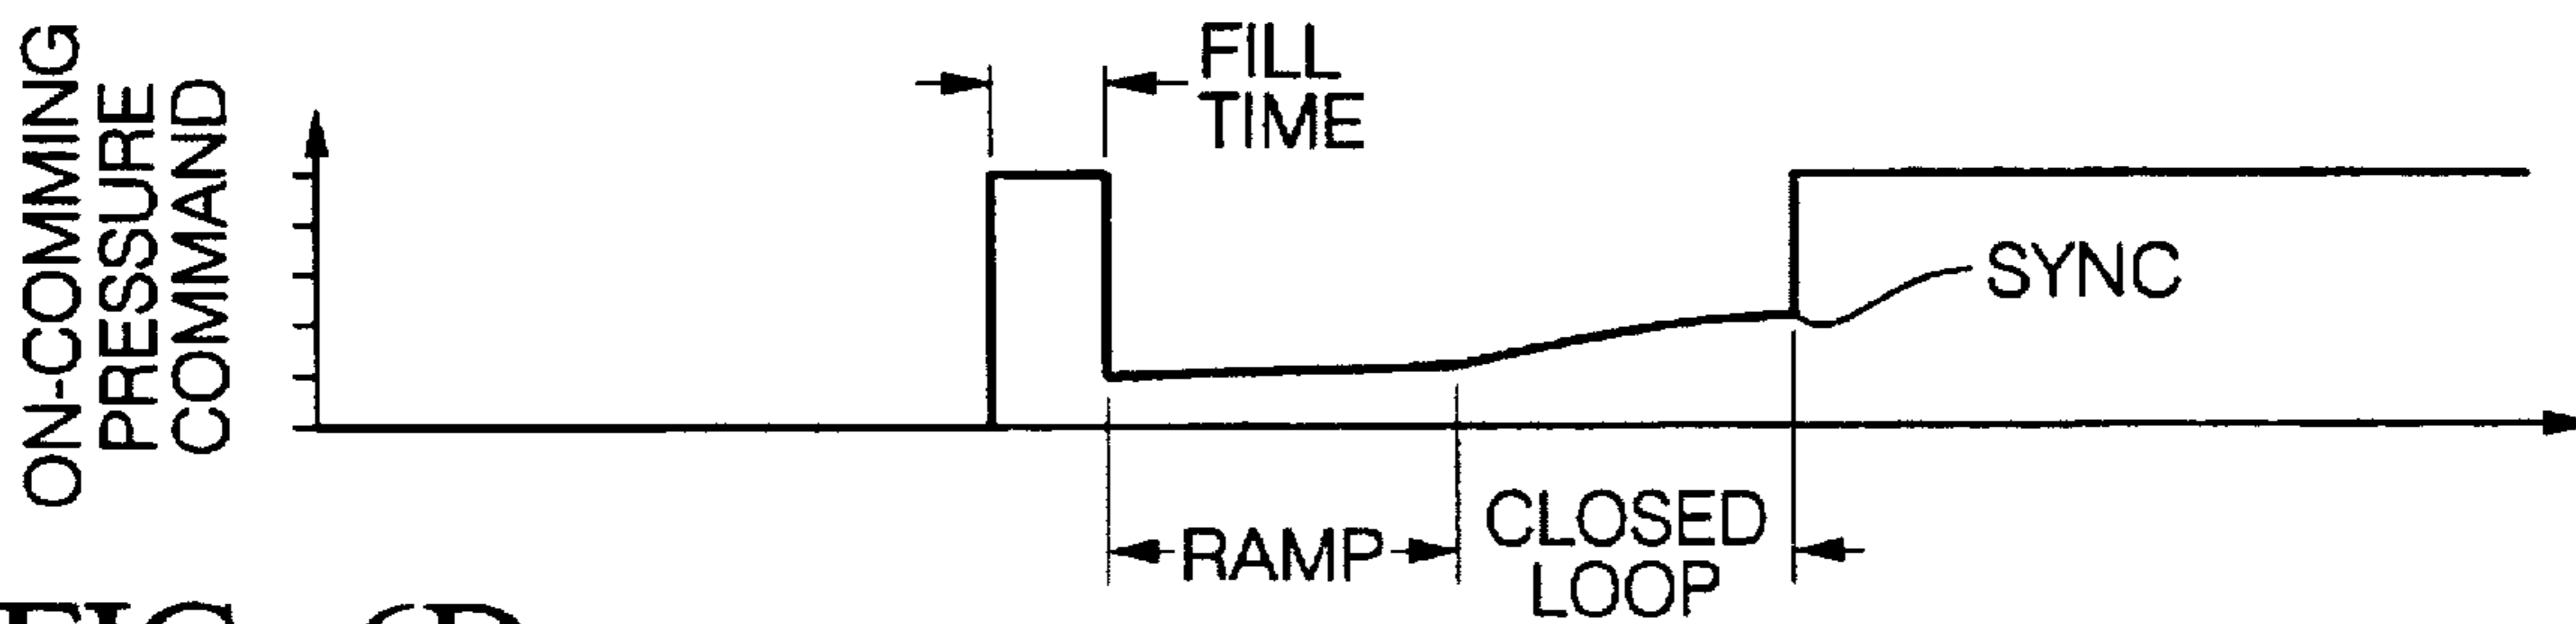 ON-COMMING
PRESSURE
COMMAND
FILL
TIME
SYNC
RAMP
CLOSED
LOOP